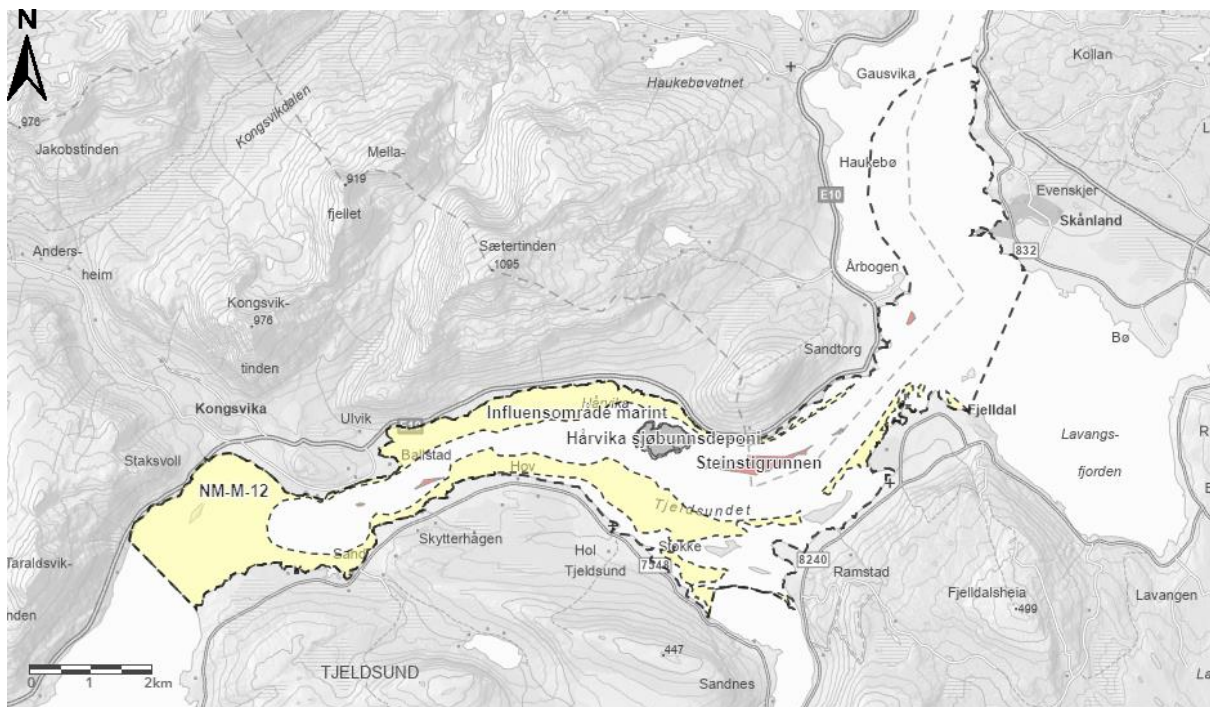 N
Kollan
Gausvika
Haukebøvatnet
976
Kongsvikdalen
Jakobstinden
Mella-
919
fjellet
Haukebø
E10
Evenskjer
Skånland
832
Anders-
heim
Sætertinden
1095
Årbogen
Kongsvik-
976
tinden
Bø
Sandtorg
Kongsvika
Ulvik
Hårvika
Influensområde marint
Fjelldal
E10
Hårvika sjøbunnsdeponi
Lavangs-
fjorden
Staksvoll
Ballstad
Hov
Steinstigrunnen
NM-M-12
Tjeldsundet
Skytterhågen
Sand
Stokke
Hol
Tjeldsund
7548
8240
Ramstad
Taraldsvik-
Fjelldalsheia
499
Lavangen
447
TJELDSUND
Sandnes
0 1 2km